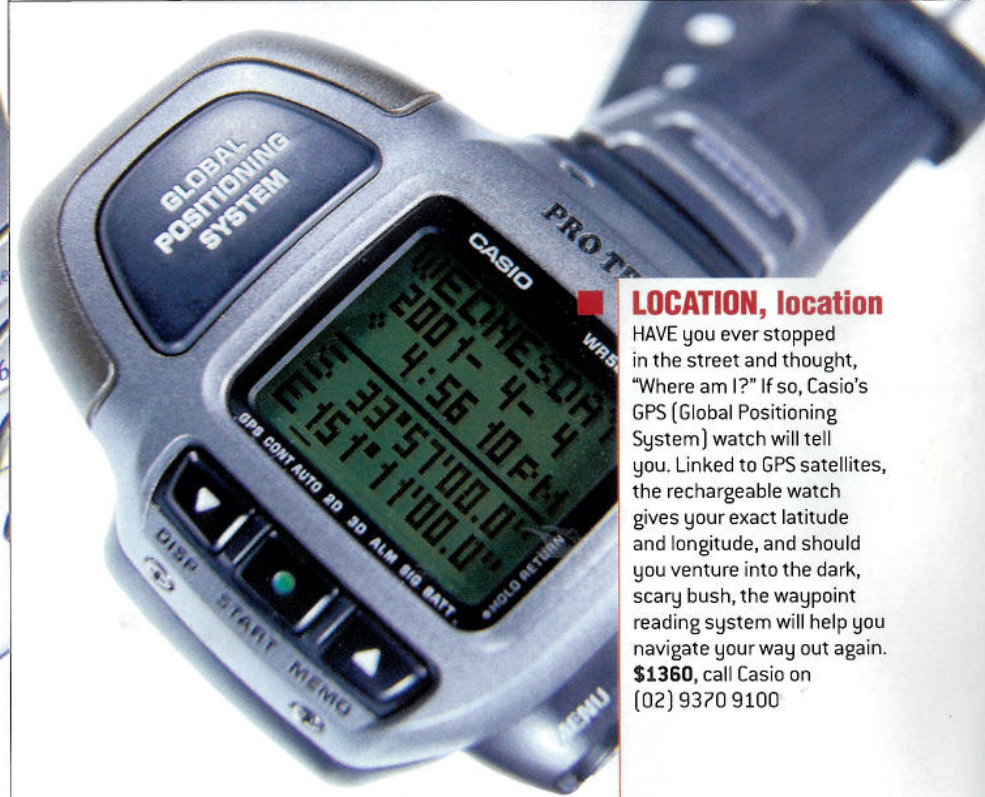 GLOBAL
POSITIONING
SYSTEM
PRO TR
CASIO
WR5
WEDNESDAY
2001- 4- 4
4:56 10PM
S 33°57'00.0"
E 151°11'00.0"
GPS CONT AUTO 2D 3D ALM SIG BATT
HOLD RETURN
DISP
START
MEMO
MENU
LOCATION, location
HAVE you ever stopped
in the street and thought,
“Where am I?” If so, Casio’s
GPS (Global Positioning
System) watch will tell
you. Linked to GPS satellites,
the rechargeable watch
gives your exact latitude
and longitude, and should
you venture into the dark,
scary bush, the waypoint
reading system will help you
navigate your way out again.
$1360, call Casio on
(02) 9370 9100